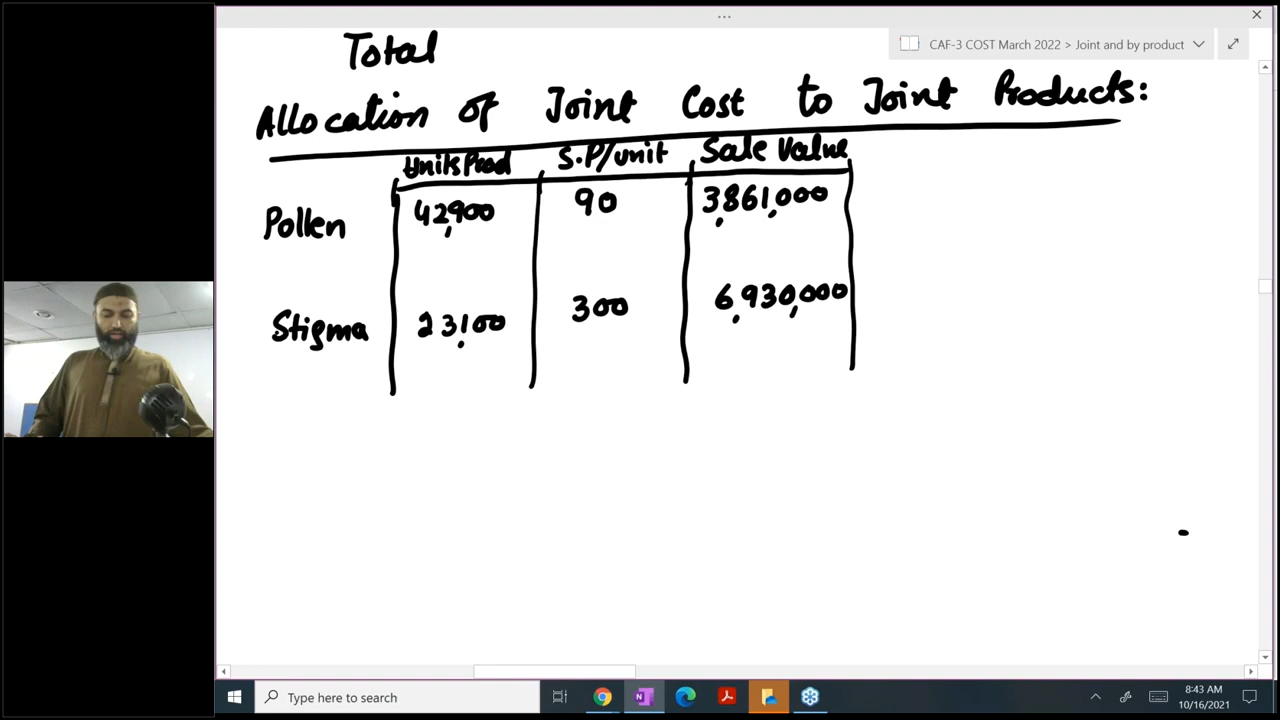 CAF-3 COST March 2022 > Joint and by product
Total
Allocation of Joint Cost to Joint Products:
Units Prod S.P/unit Sale Value
Pollen 42,900 90 3,861,000
Stigma 23,100 300 6,930,000
Type here to search
8:43 AM
10/16/2021